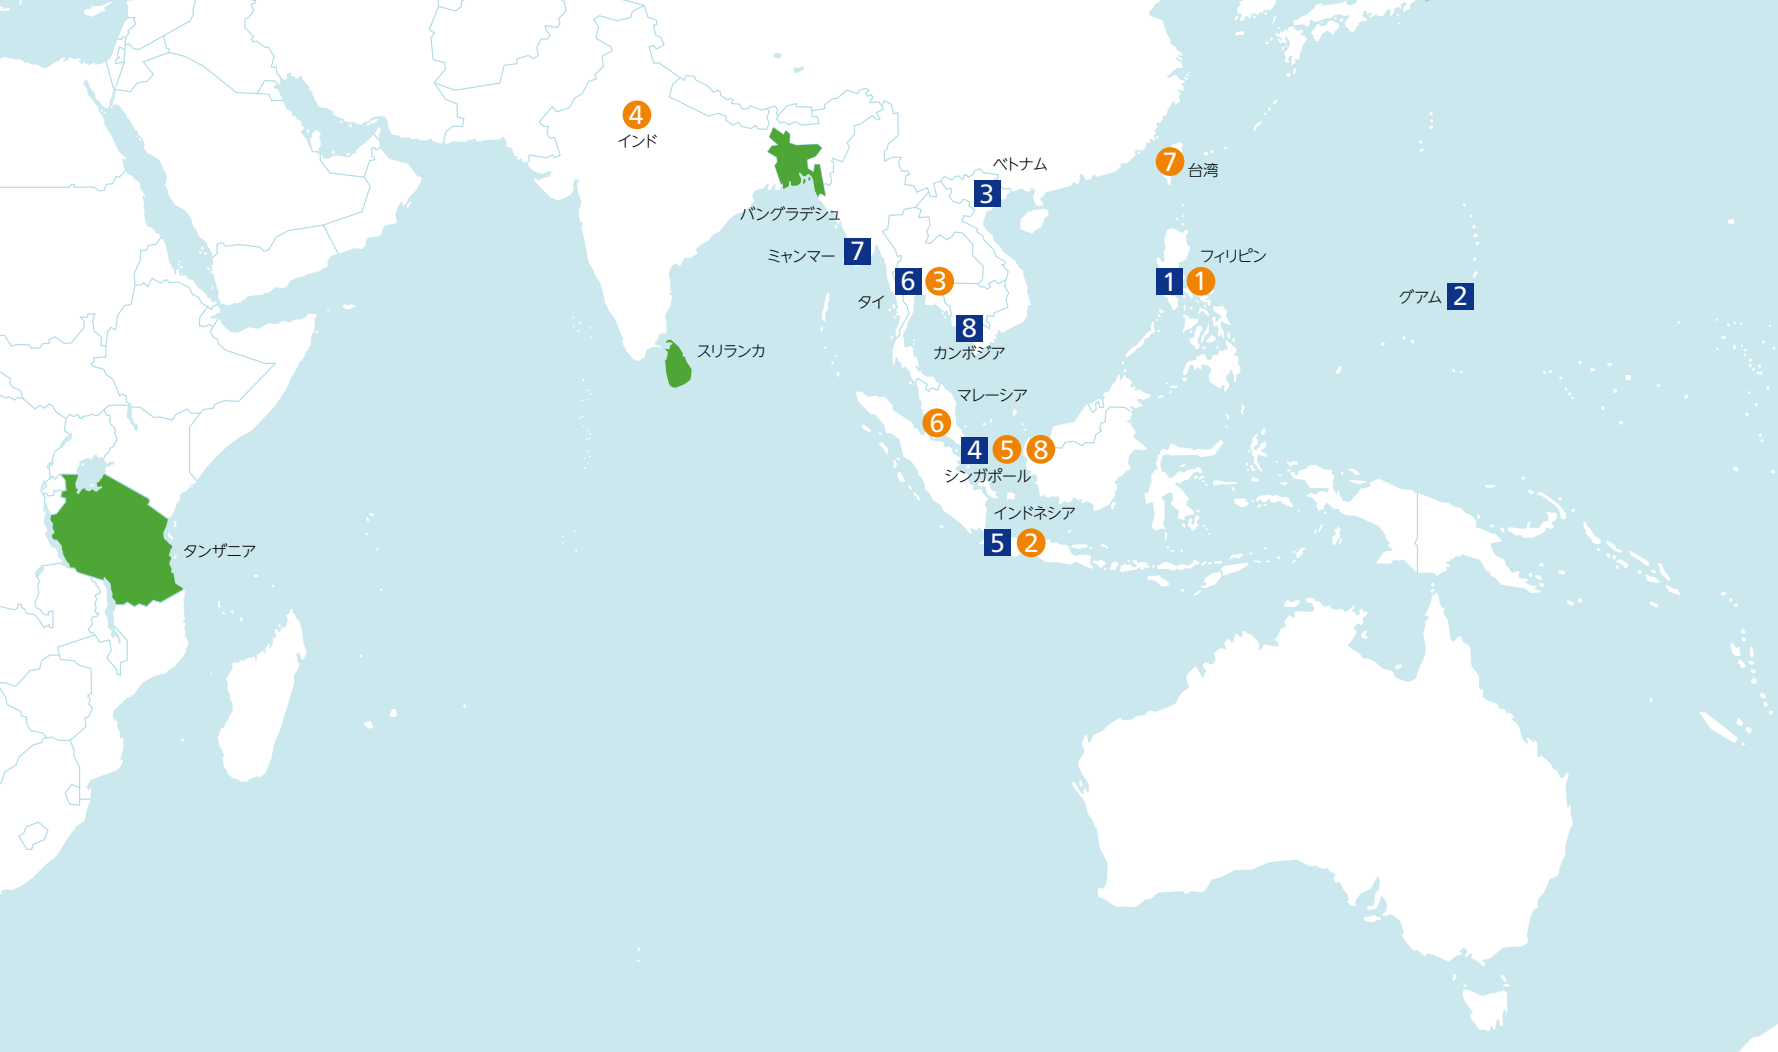 4
インド
7
台湾
ベトナム
3
バングラデシュ
ミャンマー
7
フィリピン
1
1
6
3
タイ
グアム
2
8
カンボジア
スリランカ
マレーシア
6
4
5
8
シンガポール
インドネシア
5
2
タンザニア